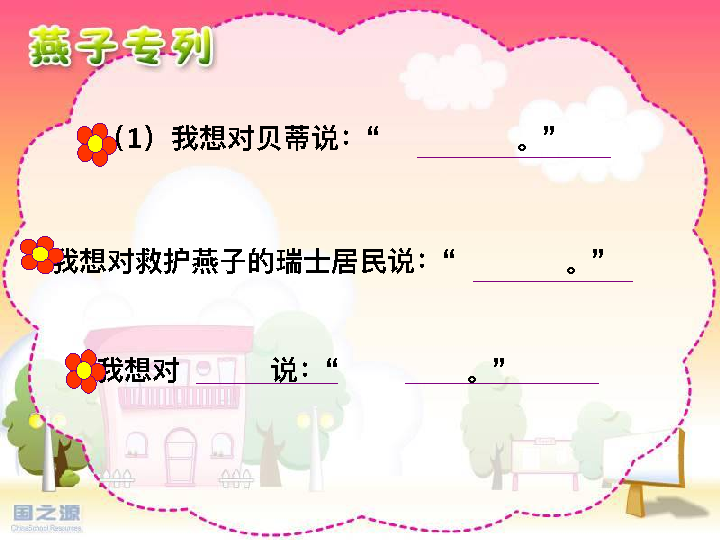 燕子专列
（1）我想对贝蒂说：“ 。”
我想对救护燕子的瑞士居民说：“ 。”
我想对 说：“ 。”
国之源
ChinaSchool Resources